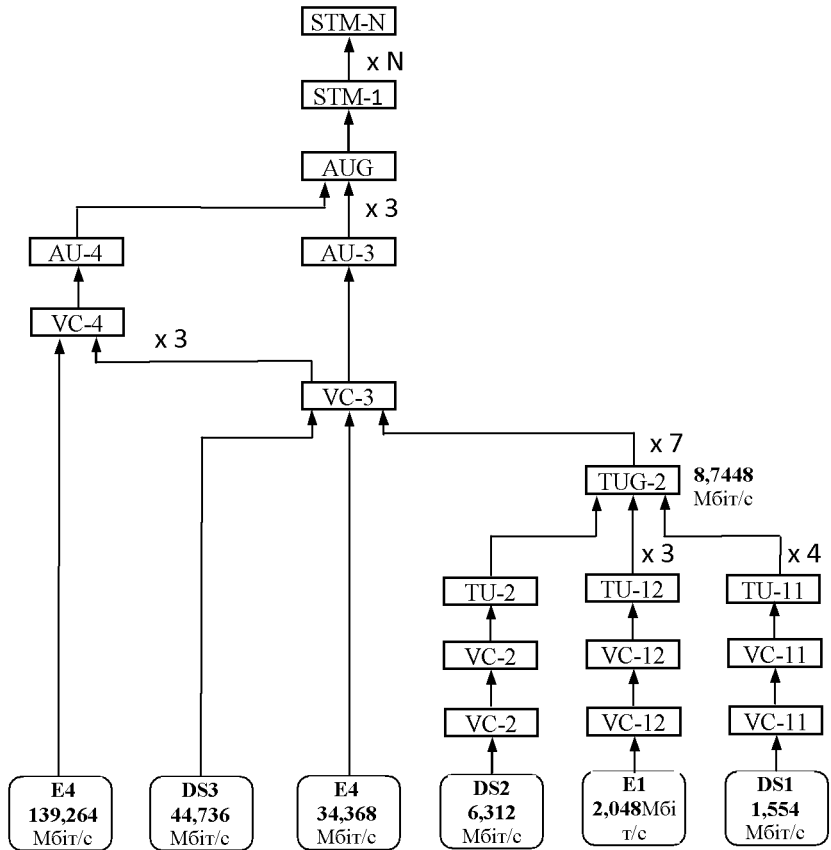 STM-N
x N
STM-1
AUG
x 3
AU-4
AU-3
VC-4
x 3
VC-3
x 7
TUG-2
8,7448
Мбіт/с
x 3
x 4
TU-2
TU-12
TU-11
VC-2
VC-12
VC-11
VC-2
VC-12
VC-11
E4
139,264
Мбіт/с
DS3
44,736
Мбіт/с
E4
34,368
Мбіт/с
DS2
6,312
Мбіт/с
E1
2,048Мбі
т/с
DS1
1,554
Мбіт/с